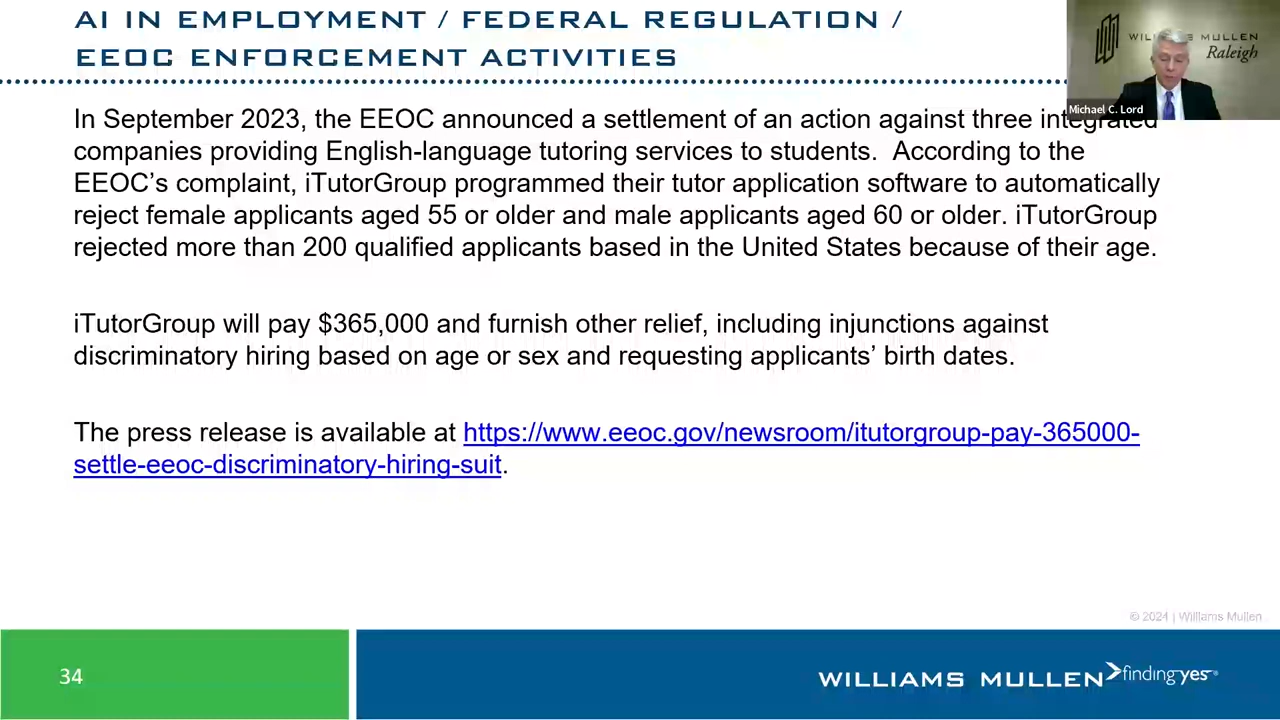 AI IN EMPLOYMENT / FEDERAL REGULATION /
EEOC ENFORCEMENT ACTIVITIES
WILLIAMS MULLEN
Raleigh
Michael C. Lord
In September 2023, the EEOC announced a settlement of an action against three integrated
companies providing English-language tutoring services to students.  According to the
EEOC’s complaint, iTutorGroup programmed their tutor application software to automatically
reject female applicants aged 55 or older and male applicants aged 60 or older. iTutorGroup
rejected more than 200 qualified applicants based in the United States because of their age.
iTutorGroup will pay $365,000 and furnish other relief, including injunctions against
discriminatory hiring based on age or sex and requesting applicants’ birth dates.
The press release is available at https://www.eeoc.gov/newsroom/itutorgroup-pay-365000-
settle-eeoc-discriminatory-hiring-suit.
© 2024 | Williams Mullen
34
WILLIAMS MULLEN finding yes®